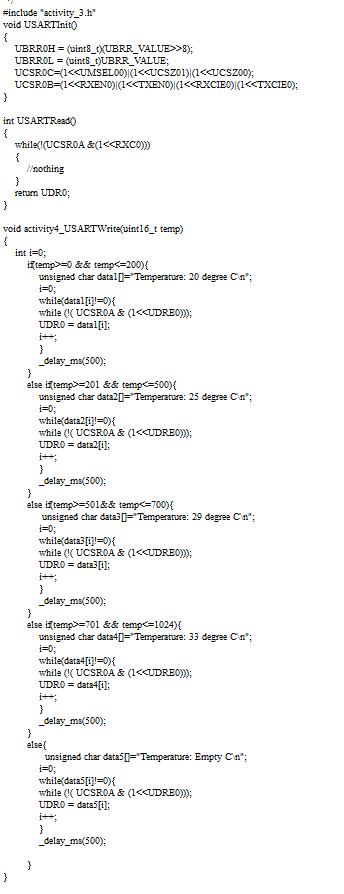 */
#include "activity_3.h"
void USARTInit()
{
UBRR0H = (uint8_t)(UBRR_VALUE>>8);
UBRR0L = (uint8_t)UBRR_VALUE;
UCSR0C=(1<<UMSEL00)|(1<<UCSZ01)|(1<<UCSZ00);
UCSR0B=(1<<RXEN0)|(1<<TXEN0)|(1<<RXCIE0)|(1<<TXCIE0);
}
int USARTRead()
{
while(!(UCSR0A &(1<<RXC0)))
{
//nothing
}
return UDR0;
}
void activity4_USARTWrite(uint16_t temp)
{
int i=0;
if(temp>=0 && temp<=200){
unsigned char data1[]="Temperature: 20 degree C\n";
i=0;
while(data1[i]!=0){
while (!( UCSR0A & (1<<UDRE0)));
UDR0 = data1[i];
i++;
}
_delay_ms(500);
}
else if(temp>=201 && temp<=500){
unsigned char data2[]="Temperature: 25 degree C\n";
i=0;
while(data2[i]!=0){
while (!( UCSR0A & (1<<UDRE0)));
UDR0 = data2[i];
i++;
}
_delay_ms(500);
}
else if(temp>=501&& temp<=700){
unsigned char data3[]="Temperature: 29 degree C\n";
i=0;
while(data3[i]!=0){
while (!( UCSR0A & (1<<UDRE0)));
UDR0 = data3[i];
i++;
}
_delay_ms(500);
}
else if(temp>=701 && temp<=1024){
unsigned char data4[]="Temperature: 33 degree C\n";
i=0;
while(data4[i]!=0){
while (!( UCSR0A & (1<<UDRE0)));
UDR0 = data4[i];
i++;
}
_delay_ms(500);
}
else{
unsigned char data5[]="Temperature: Empty C\n";
i=0;
while(data5[i]!=0){
while (!( UCSR0A & (1<<UDRE0)));
UDR0 = data5[i];
i++;
}
_delay_ms(500);
}
}